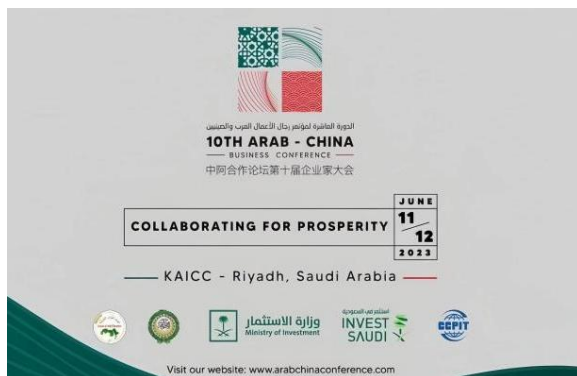 الدورة العاشرة لمؤتمر رجال الأعمال العرب والصينيين
10TH ARAB - CHINA
BUSINESS CONFERENCE
中阿合作论坛第十届企业家大会
COLLABORATING FOR PROSPERITY
JUNE
11
12
2023
KAICC - Riyadh, Saudi Arabia
وزارة الاستثمار
Ministry of Investment
استثمر في السعودية
INVEST
SAUDI
CCPIT
Visit our website: www.arabchinaconference.com